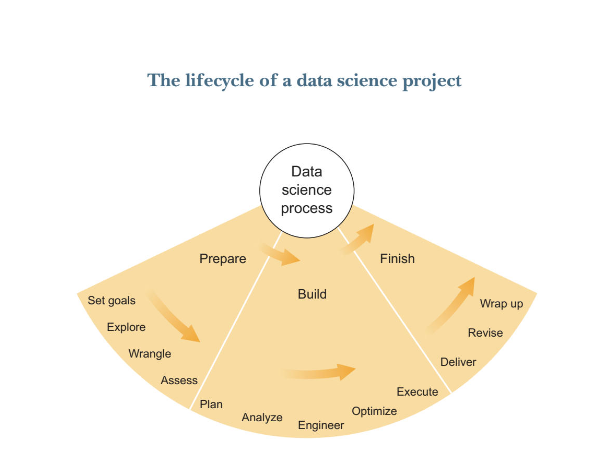 The lifecycle of a data science project
Data
science
process
Prepare
Build
Finish
Set goals
Explore
Wrangle
Assess
Plan
Analyze
Engineer
Optimize
Execute
Deliver
Revise
Wrap up